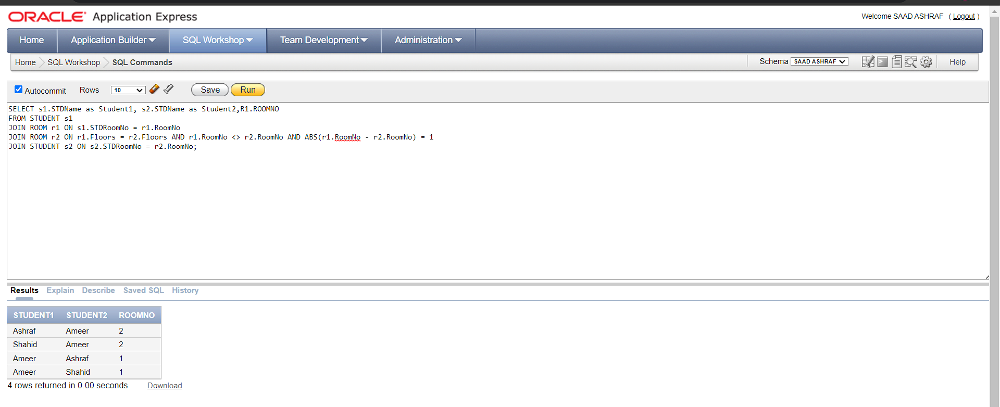 ORACLE® Application Express
Welcome SAAD ASHRAF ( Logout )
Home Application Builder SQL Workshop Team Development Administration
Home SQL Workshop SQL Commands Schema SAAD ASHRAF Help
Autocommit Rows 10 Save Run
SELECT s1.STDName as Student1, s2.STDName as Student2,R1.ROOMNO
FROM STUDENT s1
JOIN ROOM r1 ON s1.STDRoomNo = r1.RoomNo
JOIN ROOM r2 ON r1.Floors = r2.Floors AND r1.RoomNo <> r2.RoomNo AND ABS(r1.RoomNo - r2.RoomNo) = 1
JOIN STUDENT s2 ON s2.STDRoomNo = r2.RoomNo;
Results Explain Describe Saved SQL History
STUDENT1 STUDENT2 ROOMNO
Ashraf Ameer 2
Shahid Ameer 2
Ameer Ashraf 1
Ameer Shahid 1
4 rows returned in 0.00 seconds Download